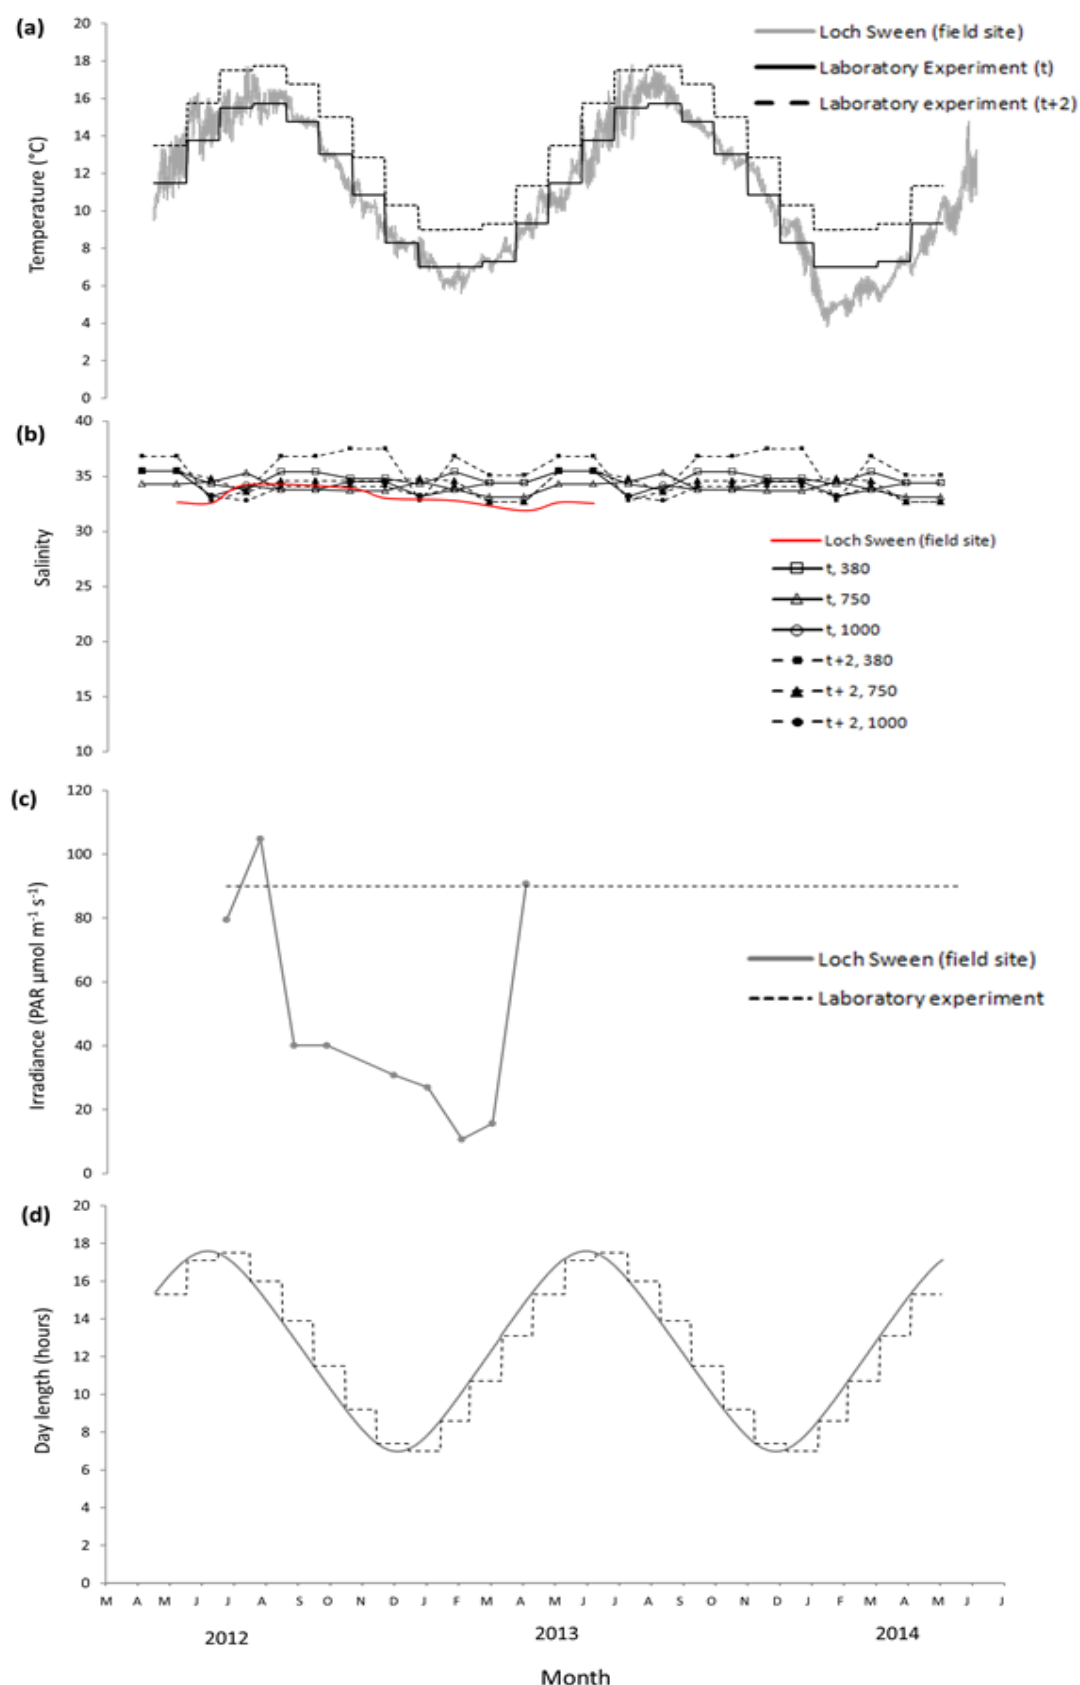 (a)
20
18
16
14
12
10
8
6
4
2
0
Temperature (°C)
Loch Sween (field site)
Laboratory Experiment (t)
Laboratory experiment (t+2)
(b)
40
35
30
25
20
15
10
Salinity
Loch Sween (field site)
t, 380
t, 750
t, 1000
t+2, 380
t+ 2, 750
t+ 2, 1000
(c)
120
100
80
60
40
20
0
Irradiance (PAR µmol m-1 s-1)
Loch Sween (field site)
Laboratory experiment
(d)
20
18
16
14
12
10
8
6
4
2
0
Day length (hours)
M A M J J A S O N D J F M A M J J A S O N D J F M A M J J
2012 2013 2014
Month